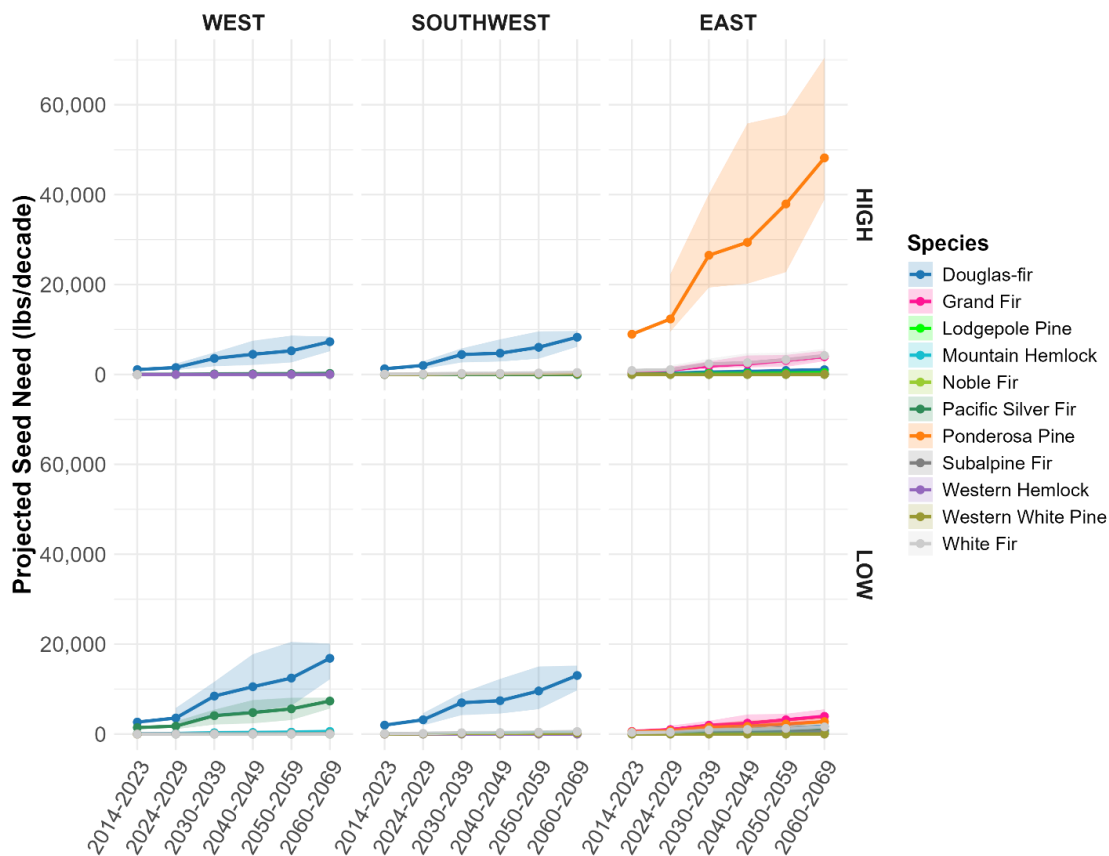 WEST SOUTHWEST EAST
Projected Seed Need (lbs/decade)
60,000
40,000
20,000
0
HIGH
60,000
40,000
20,000
0
LOW
2014-2023
2024-2029
2030-2039
2040-2049
2050-2059
2060-2069
2014-2023
2024-2029
2030-2039
2040-2049
2050-2059
2060-2069
2014-2023
2024-2029
2030-2039
2040-2049
2050-2059
2060-2069
Species
Douglas-fir
Grand Fir
Lodgepole Pine
Mountain Hemlock
Noble Fir
Pacific Silver Fir
Ponderosa Pine
Subalpine Fir
Western Hemlock
Western White Pine
White Fir